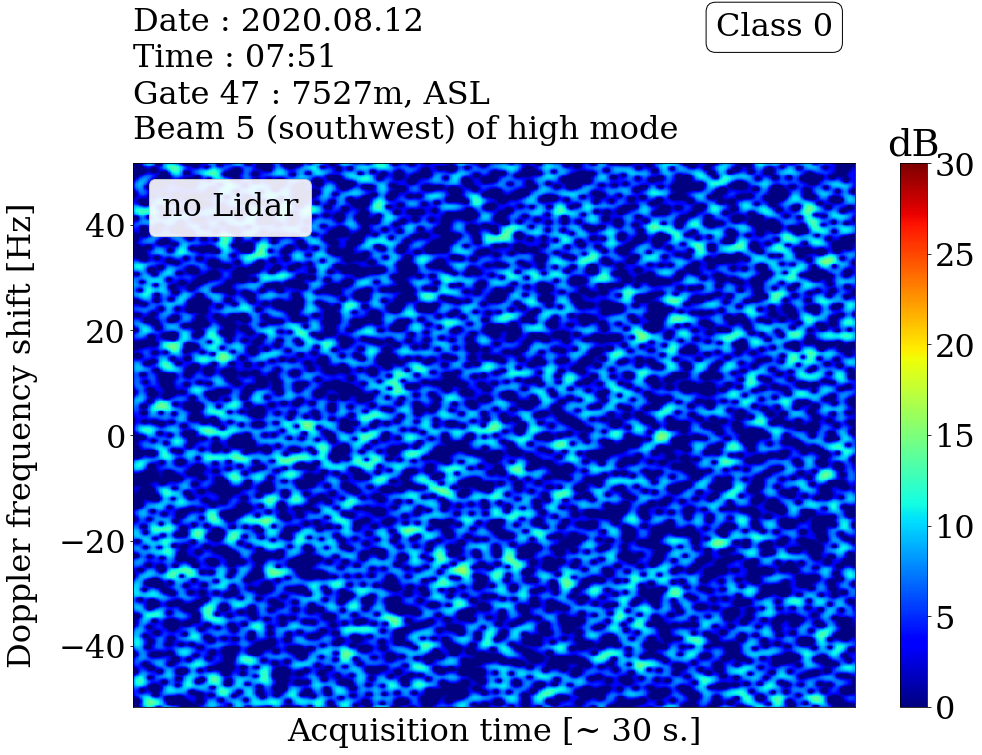 Date : 2020.08.12
Time : 07:51
Gate 47 : 7527m, ASL
Beam 5 (southwest) of high mode
Class 0
dB
no Lidar
Doppler frequency shift [Hz]
40
20
0
−20
−40
30
25
20
15
10
5
0
Acquisition time [~ 30 s.]